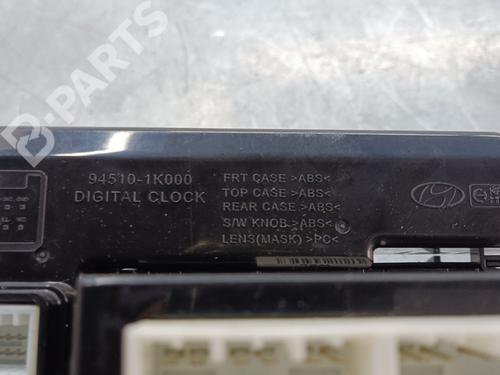 B-PARTS
94510-1K000
DIGITAL CLOCK
FRT CASE >ABS<
TOP CASE >ABS<
REAR CASE >ABS<
S/W KNOB >ABS<
LENS(MASK) >PC<